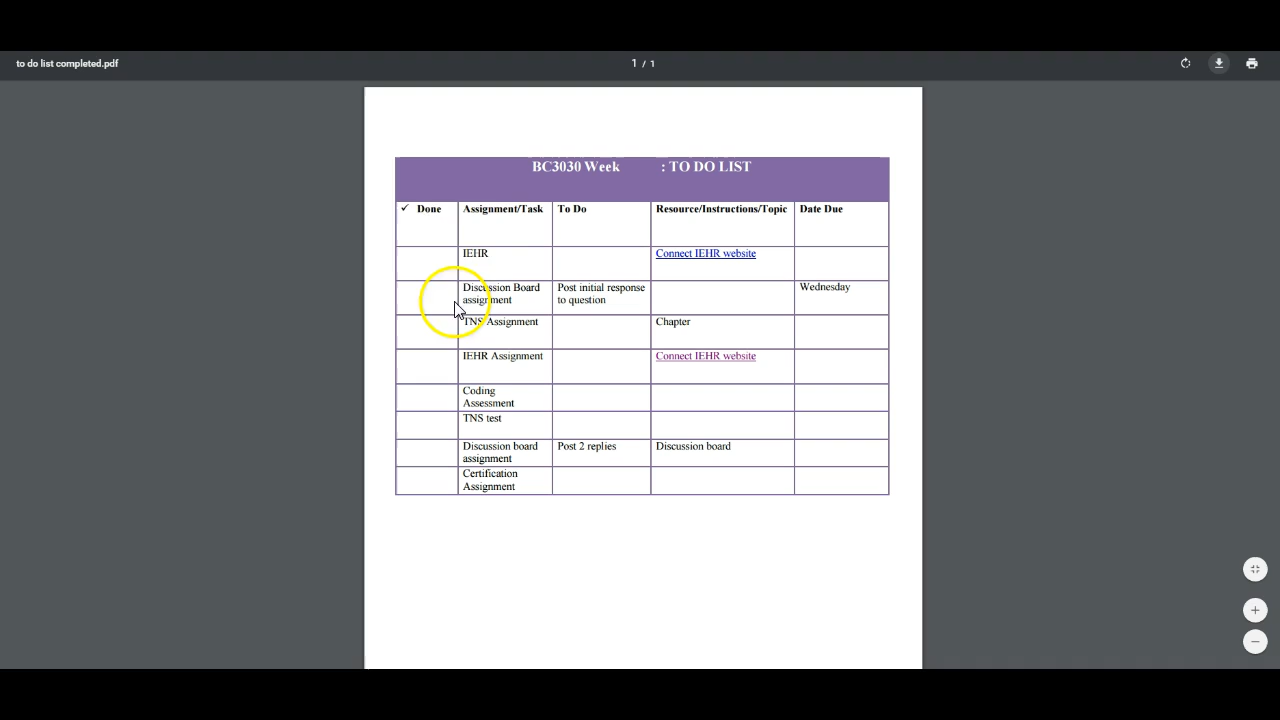 to do list completed.pdf
1 / 1
BC3030 Week : TO DO LIST
✓ Done Assignment/Task To Do Resource/Instructions/Topic Date Due
IEHR Connect IEHR website
Discussion Board Post initial response Wednesday
assignment to question
TNS Assignment Chapter
IEHR Assignment Connect IEHR website
Coding
Assessment
TNS test
Discussion board Post 2 replies Discussion board
assignment
Certification
Assignment